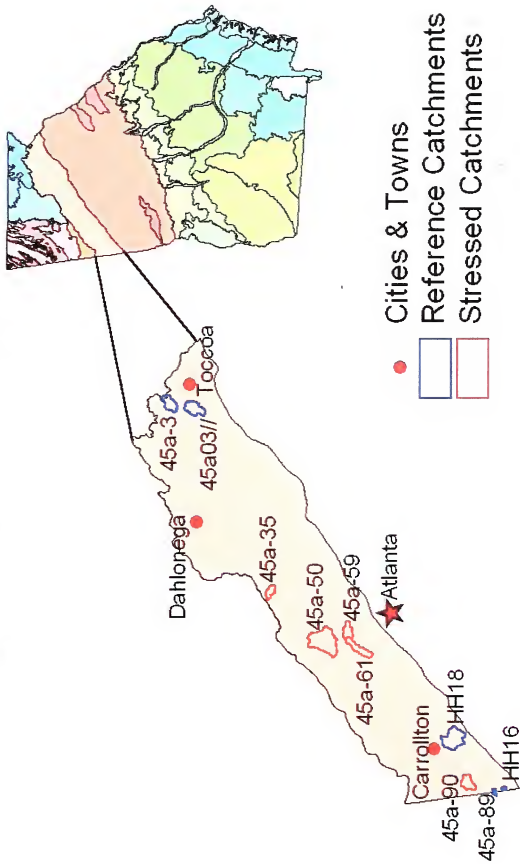 Cities & Towns
Reference Catchments
Stressed Catchments
45a-3
45a03//
Toccoa
Dahlonega
45a-35
45a-50
45a-59
45a-61
Atlanta
Carrollton
HH18
45a-90
45a-89
HH16